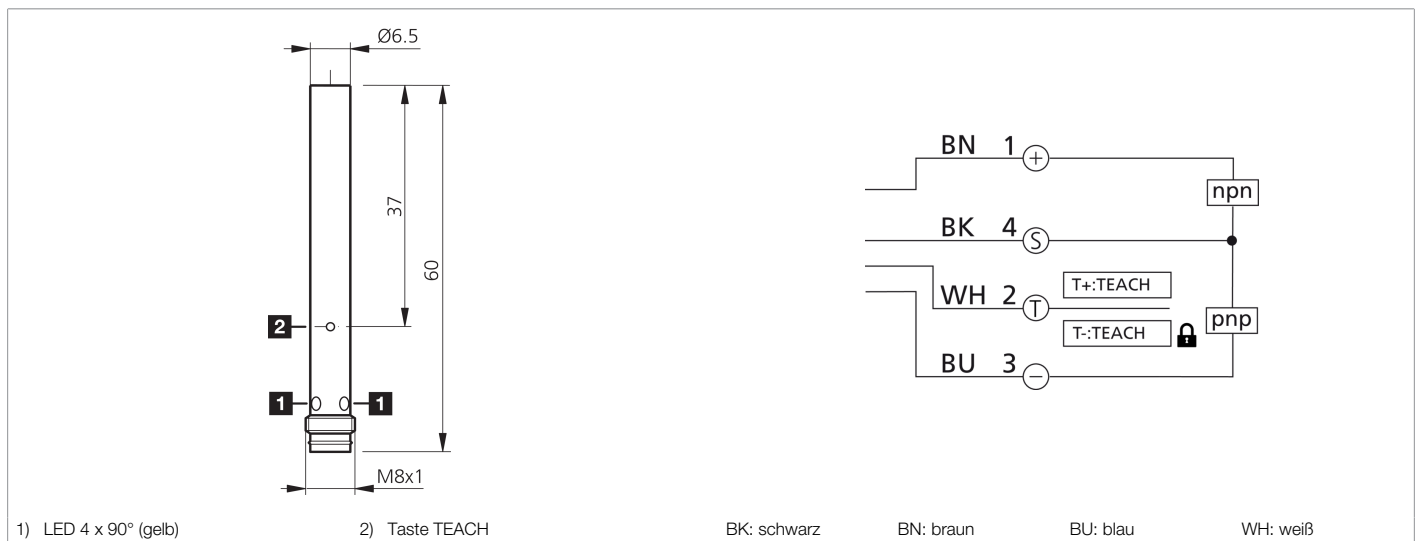 Ø6.5
37
60
2
1
1
M8x1
BN 1 +
npn
BK 4 S
T+:TEACH
WH 2 T
pnp
T-:TEACH
BU 3 −
1) LED 4 x 90° (gelb)
2) Taste TEACH
BK: schwarz
BN: braun
BU: blau
WH: weiß